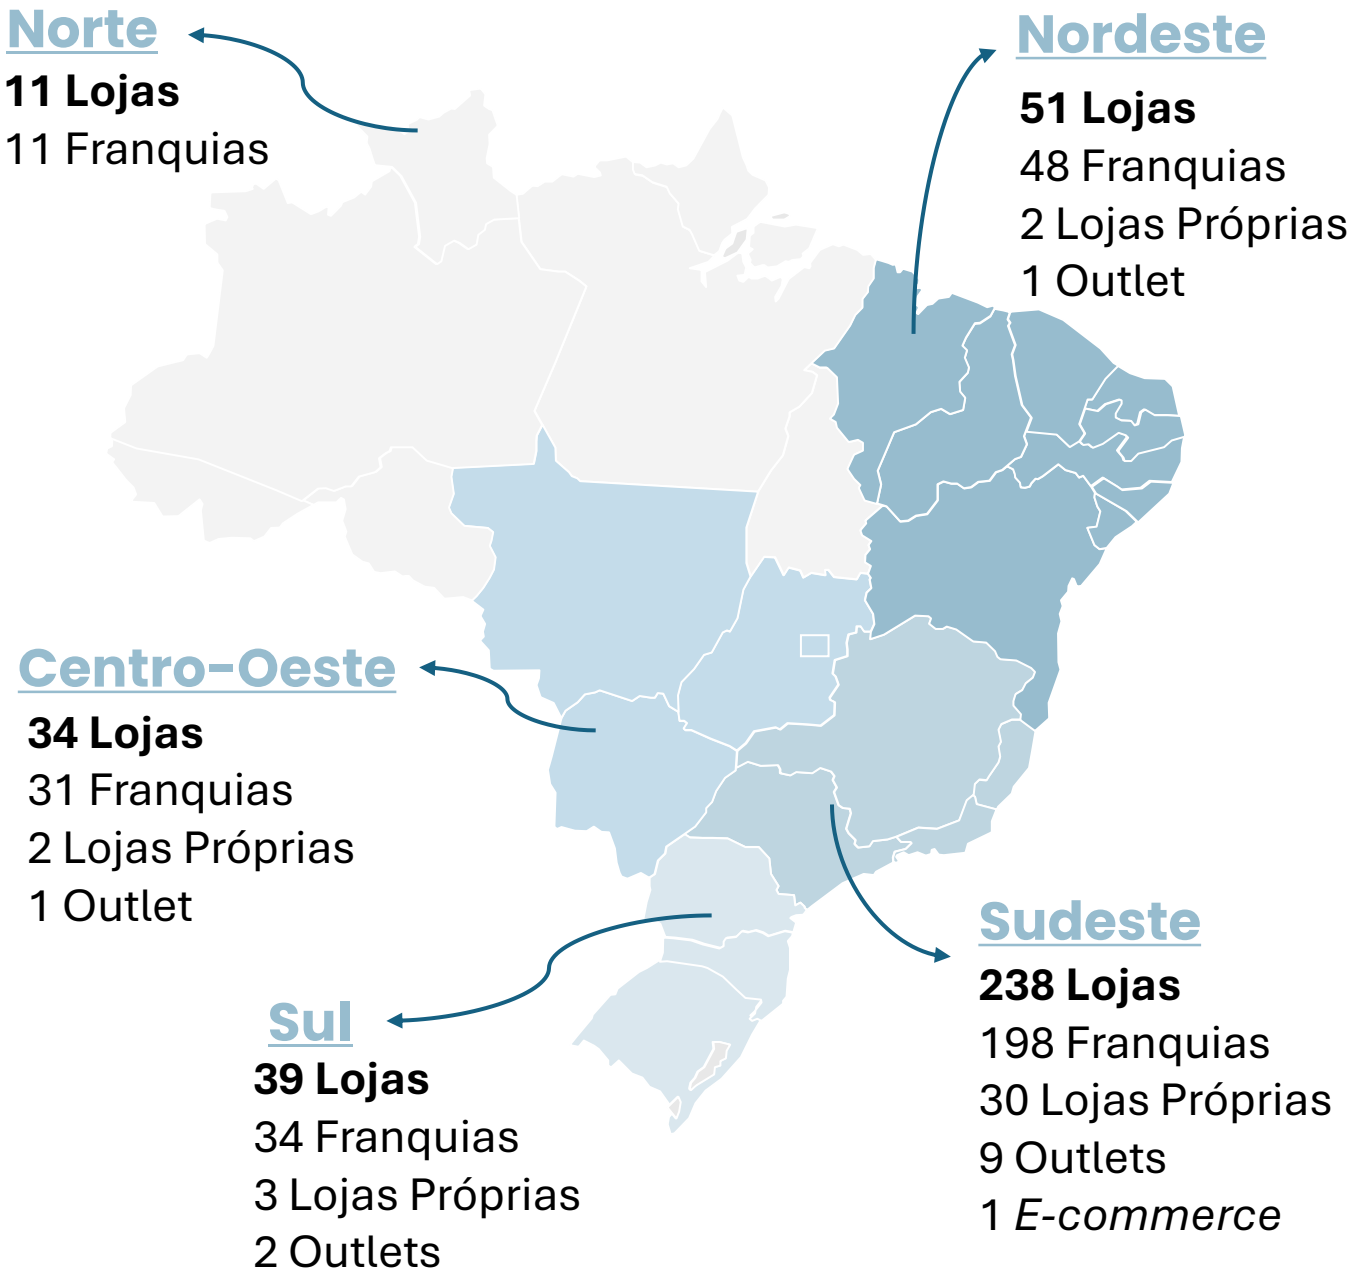 Norte
11 Lojas
11 Franquias
Nordeste
51 Lojas
48 Franquias
2 Lojas Próprias
1 Outlet
Centro-Oeste
34 Lojas
31 Franquias
2 Lojas Próprias
1 Outlet
Sudeste
238 Lojas
198 Franquias
30 Lojas Próprias
9 Outlets
1 E-commerce
Sul
39 Lojas
34 Franquias
3 Lojas Próprias
2 Outlets